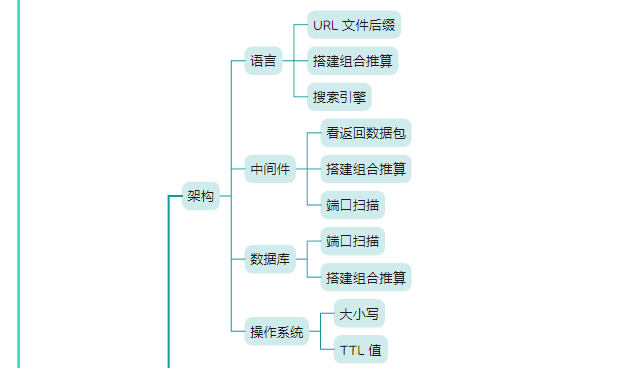 URL 文件后缀
语言
搭建组合推算
搜索引擎
看返回数据包
中间件
搭建组合推算
端口扫描
架构
端口扫描
数据库
搭建组合推算
大小写
操作系统
TTL 值